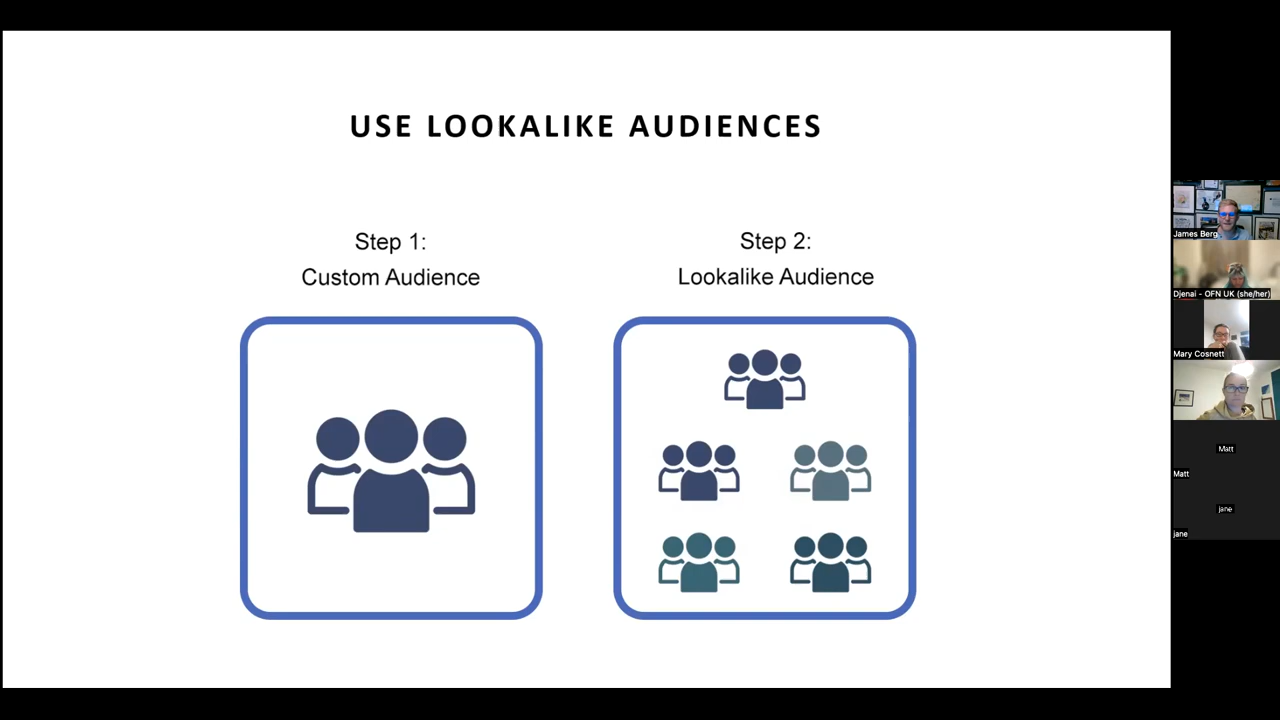 USE LOOKALIKE AUDIENCES
Step 1:
Custom Audience
Step 2:
Lookalike Audience
James Berg
Djenai - OFN UK (she/her)
Mary Cosnett
Matt
Matt
jane
jane